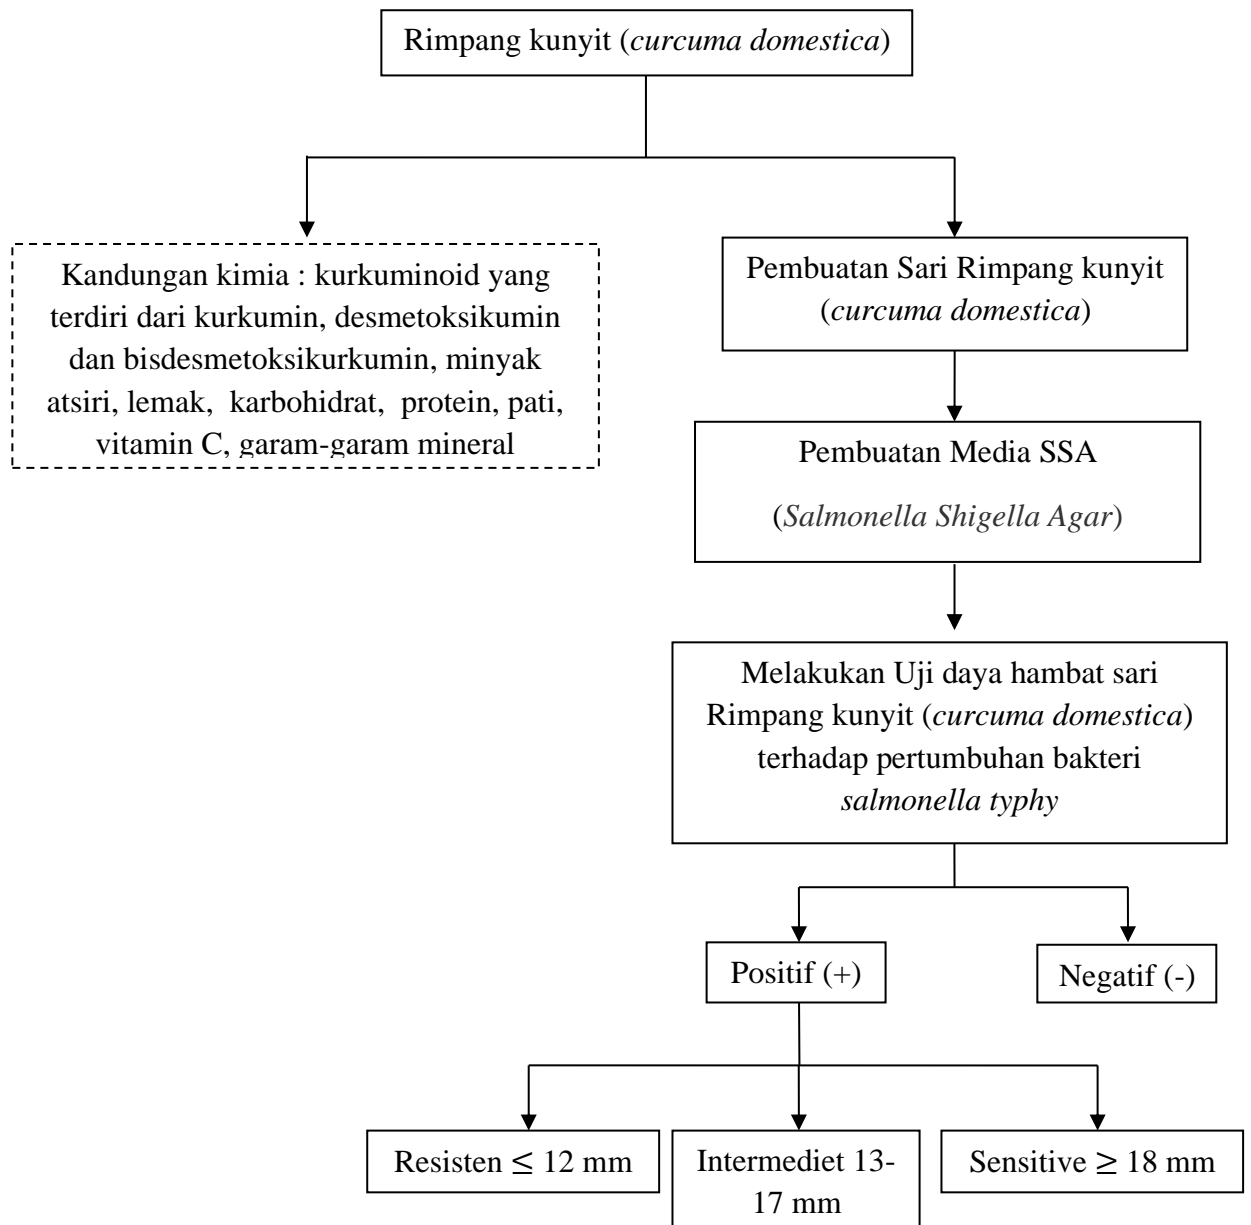 Rimpang kunyit (curcuma domestica)
Kandungan kimia : kurkuminoid yang
terdiri dari kurkumin, desmetoksikumin
dan bisdesmetoksikurkumin, minyak
atsiri, lemak, karbohidrat, protein, pati,
vitamin C, garam-garam mineral
Pembuatan Sari Rimpang kunyit
(curcuma domestica)
Pembuatan Media SSA
(Salmonella Shigella Agar)
Melakukan Uji daya hambat sari
Rimpang kunyit (curcuma domestica)
terhadap pertumbuhan bakteri
salmonella typhy
Positif (+)
Negatif (-)
Resisten ≤ 12 mm
Intermediet 13-
17 mm
Sensitive ≥ 18 mm